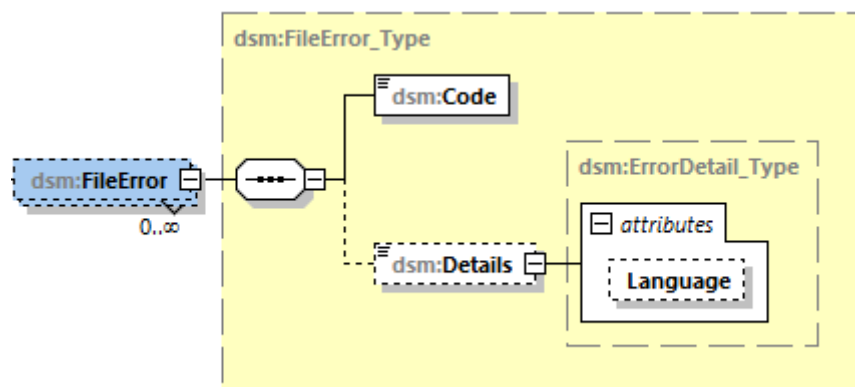 dsm:FileError_Type
dsm:Code
dsm:ErrorDetail_Type
dsm:FileError
0..∞
attributes
dsm:Details
Language